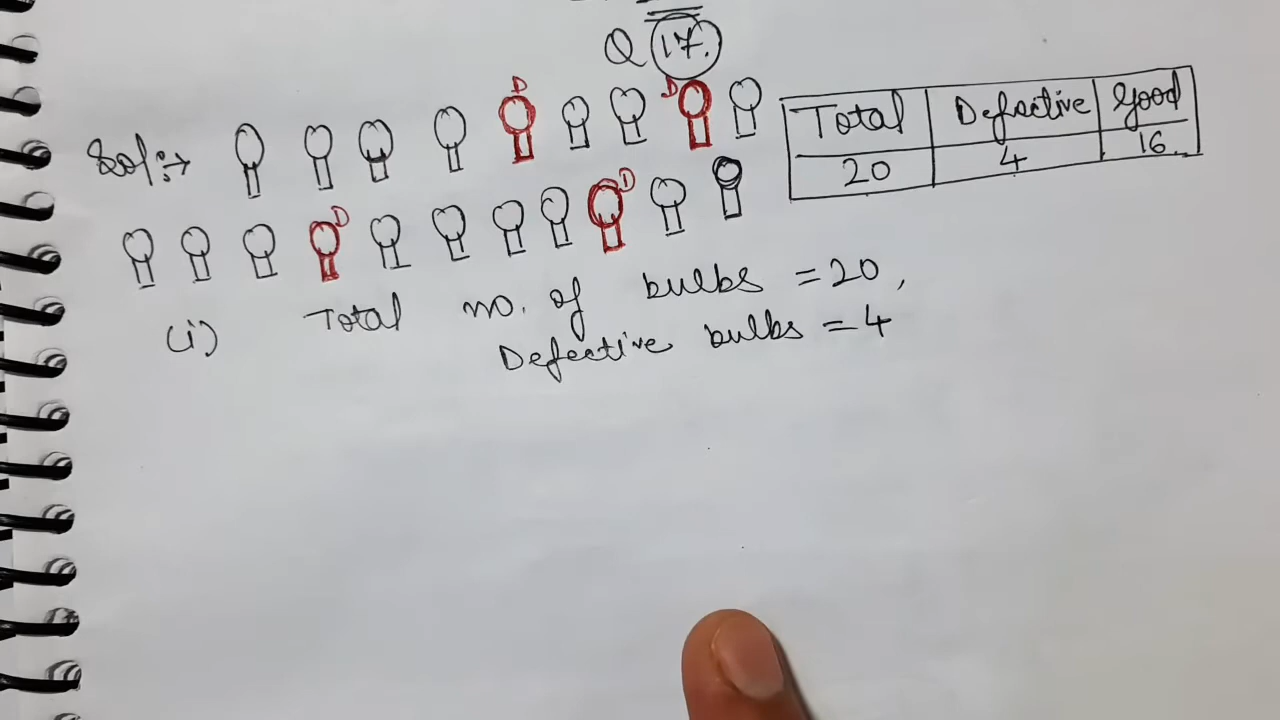 Q 17.
Sol:→
D D
Total Defective Good
20 4 16
D D
(i) Total no. of bulbs = 20,
Defective bulbs = 4